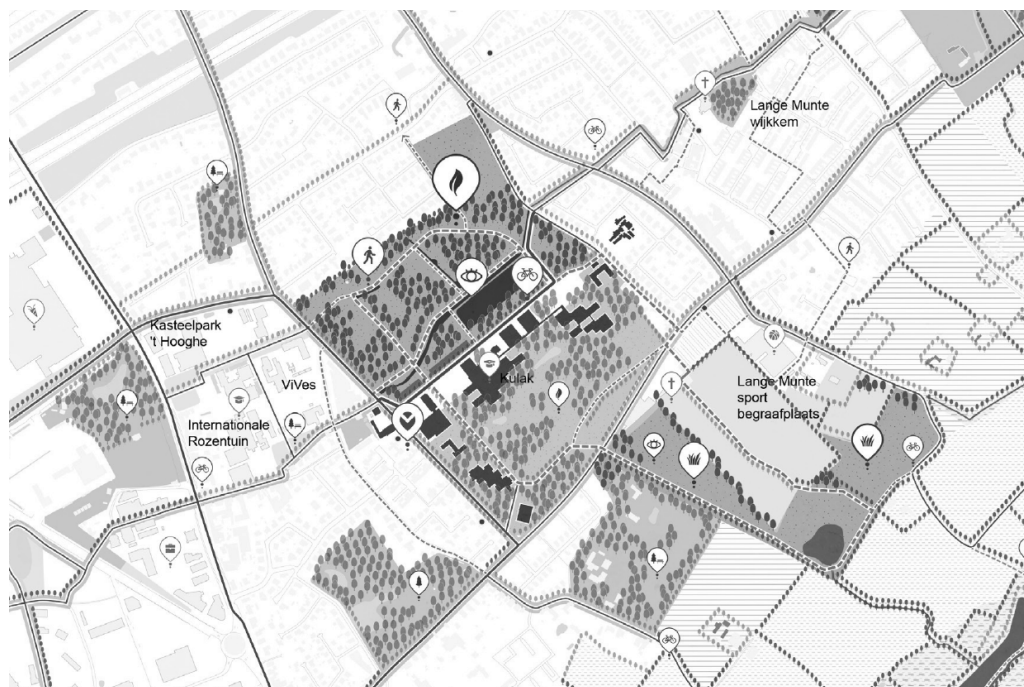 Lange Munte
wijkkem
Kasteelpark
't Hooghe
ViVes
Internationale
Rozentuin
Kulak
Lange Munte
sport
begraafplaats